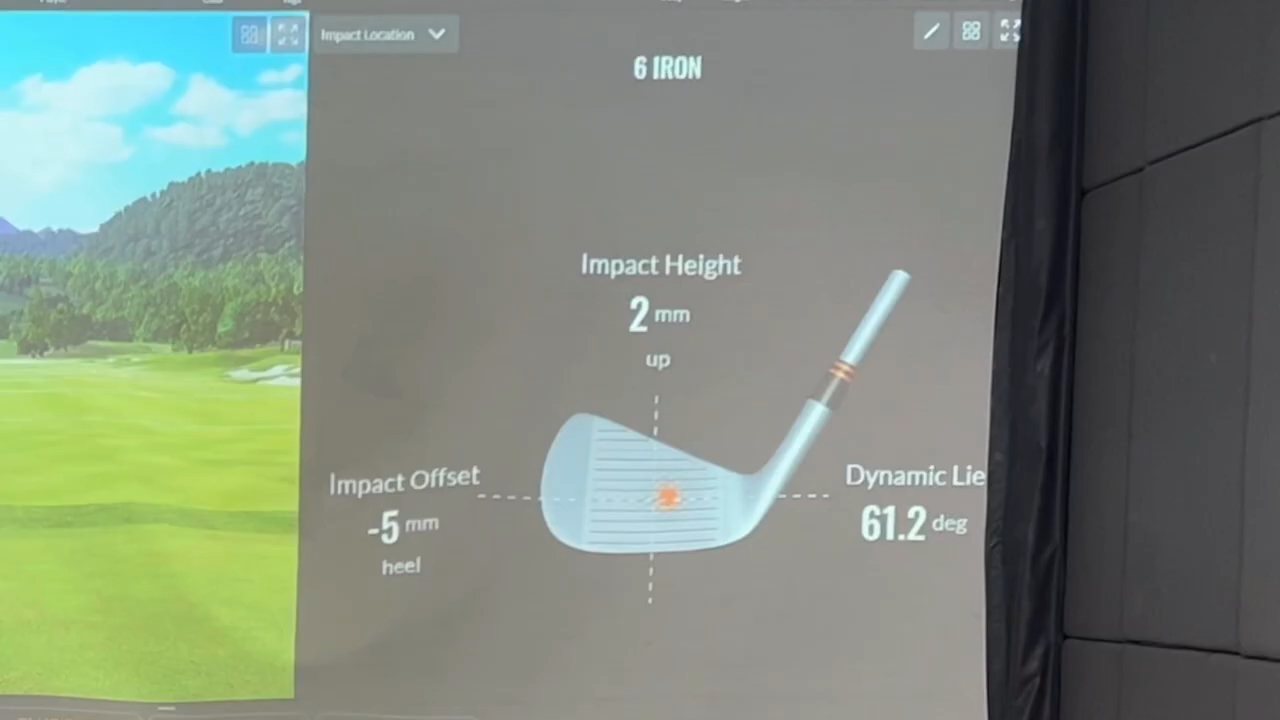 Impact Location
6 IRON
Impact Height
2 mm
up
Impact Offset
-5 mm
heel
Dynamic Lie
61.2 deg